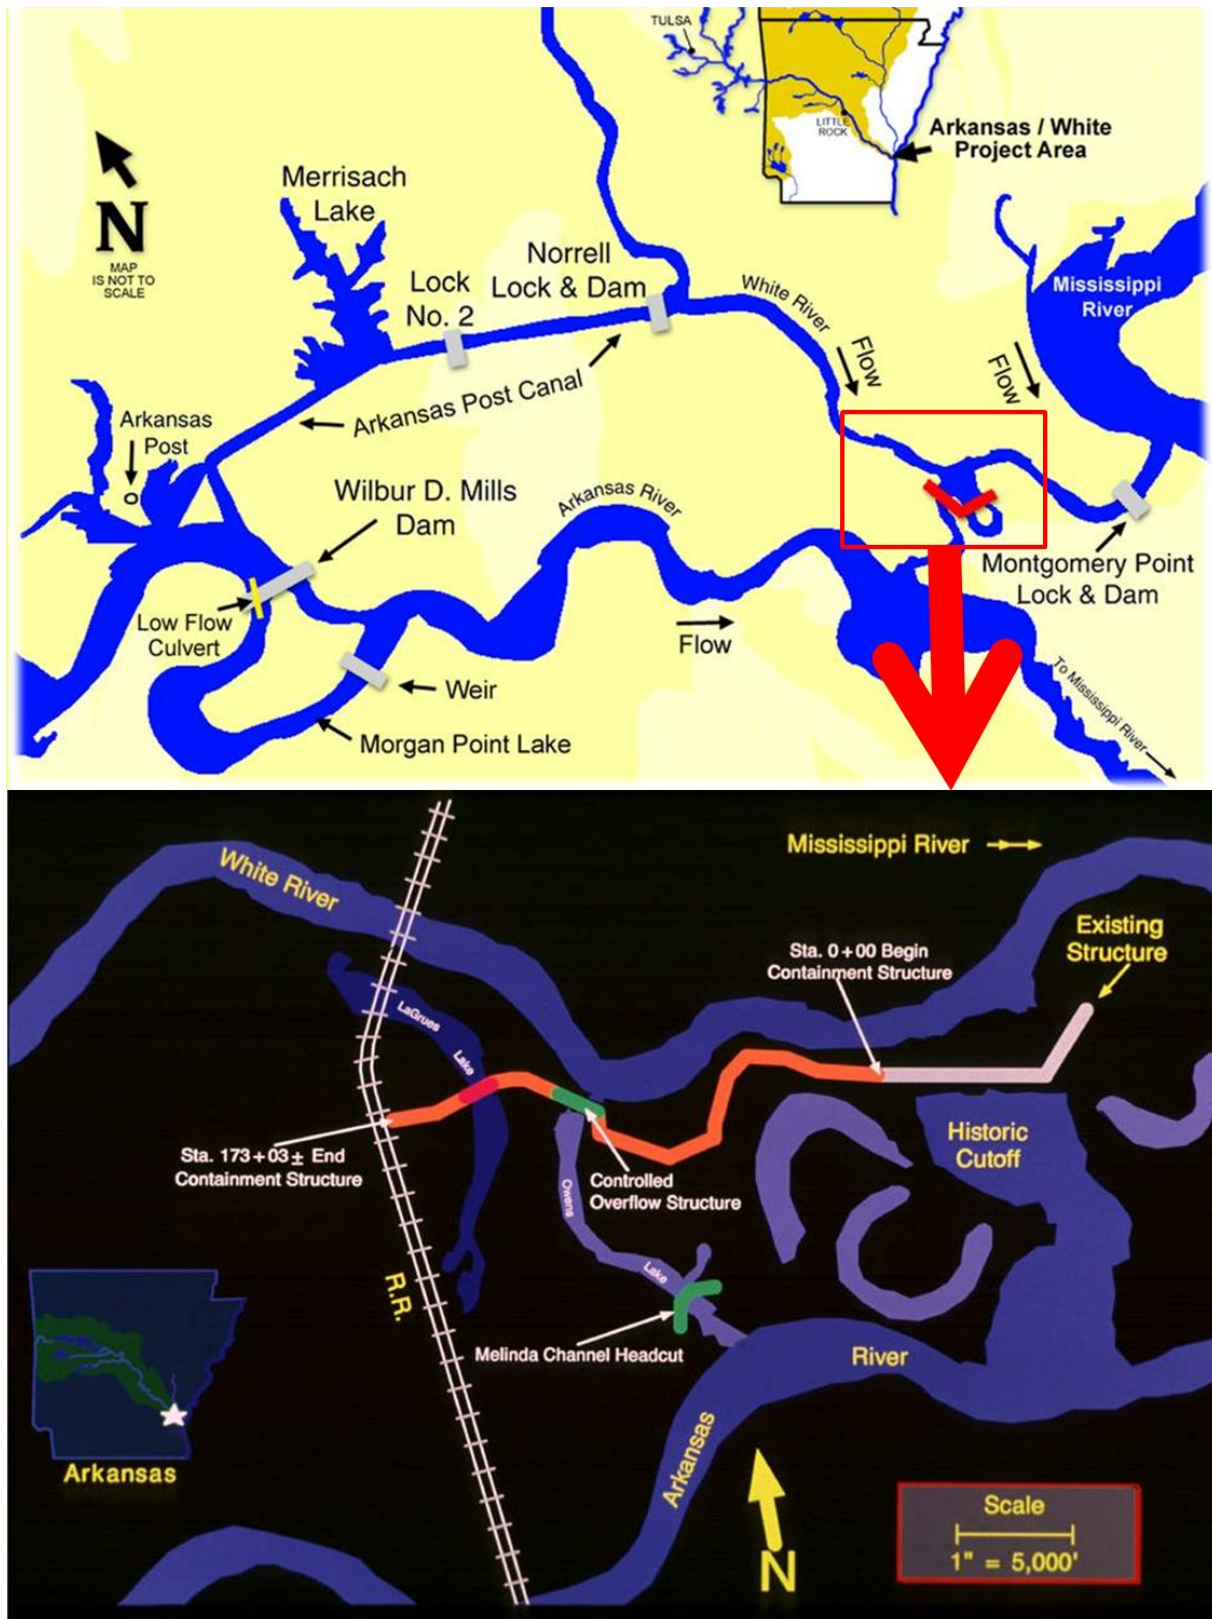 TULSA
LITTLE
ROCK
Arkansas / White
Project Area
N
MAP
IS NOT TO
SCALE
Merrisach
Lake
Norrell
Lock & Dam
Lock
No. 2
White River
Mississippi
River
Flow
Flow
Arkansas Post Canal
Arkansas
Post
Wilbur D. Mills
Dam
Arkansas River
Montgomery Point
Lock & Dam
Low Flow
Culvert
Flow
Weir
Morgan Point Lake
To Mississippi River
White River
Mississippi River
Existing
Structure
Sta. 0+00 Begin
Containment Structure
LaGrues
Lake
Historic
Cutoff
Sta. 173+03± End
Containment Structure
Controlled
Overflow Structure
Owens
Lake
R.R.
Melinda Channel Headcut
River
Arkansas
Arkansas
N
Scale
1" = 5,000'